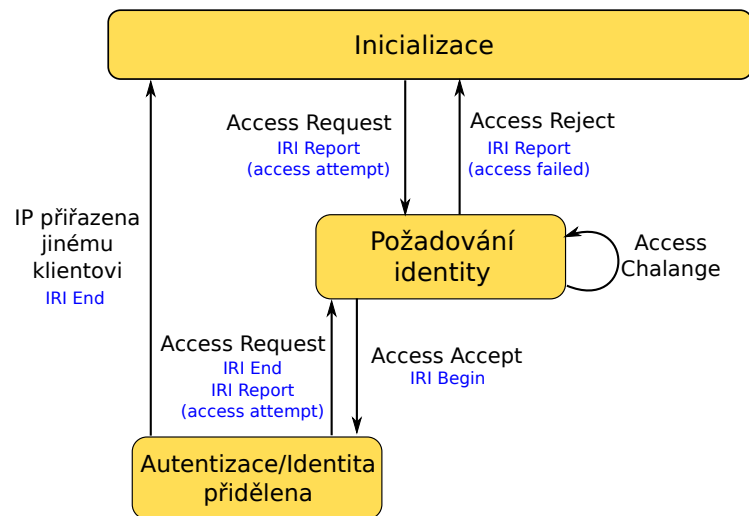 Inicializace
Access Request
IRI Report
(access attempt)
Access Reject
IRI Report
(access failed)
IP přiřazena
jinému
klientovi
IRI End
Požadování
identity
Access
Chalange
Access Request
IRI End
IRI Report
(access attempt)
Access Accept
IRI Begin
Autentizace/Identita
přidělena